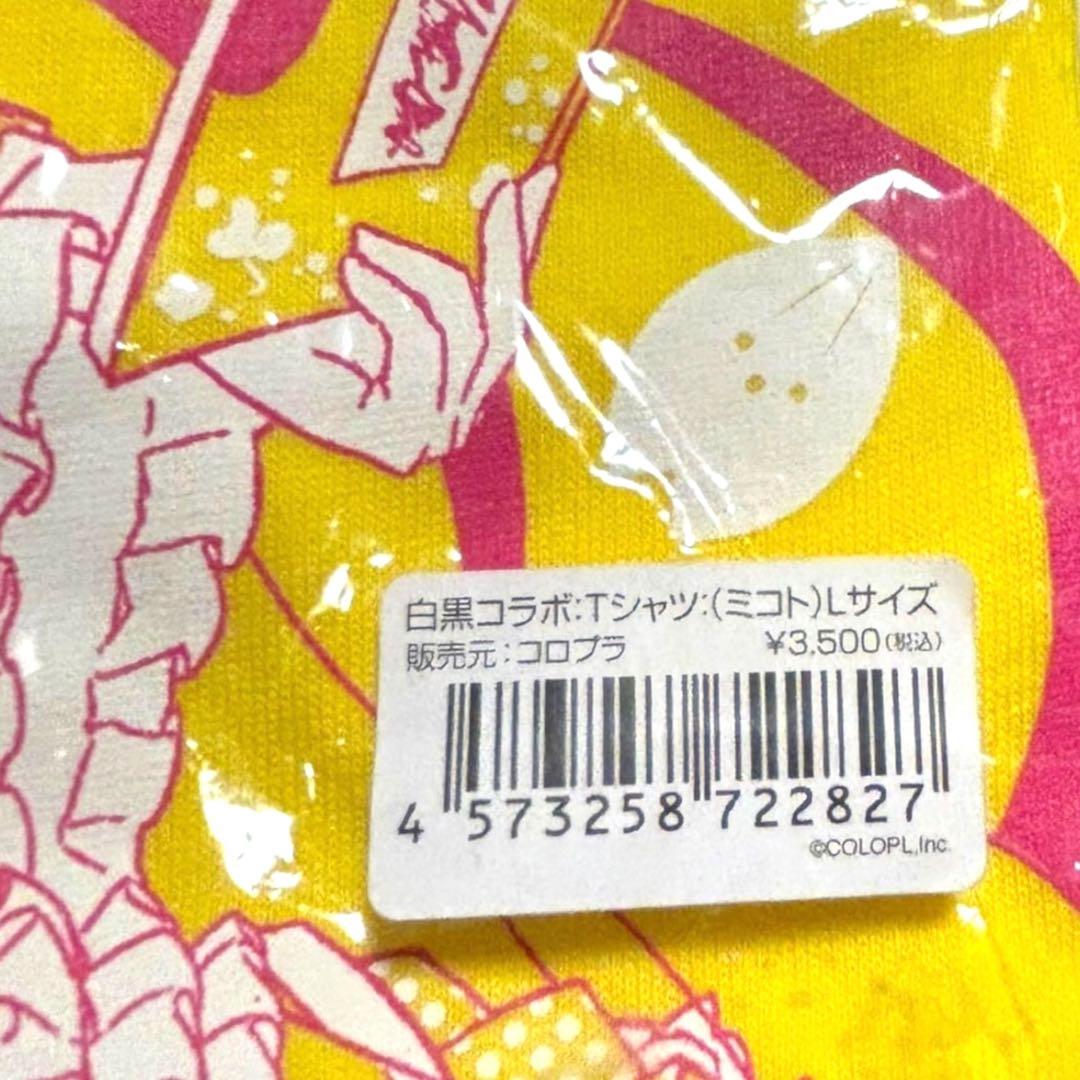 白黒コラボ:Tシャツ:(ミコト)Lサイズ
販売元:コロプラ ¥3,500(税込)
4 573258 722827
©COLOPL,Inc.